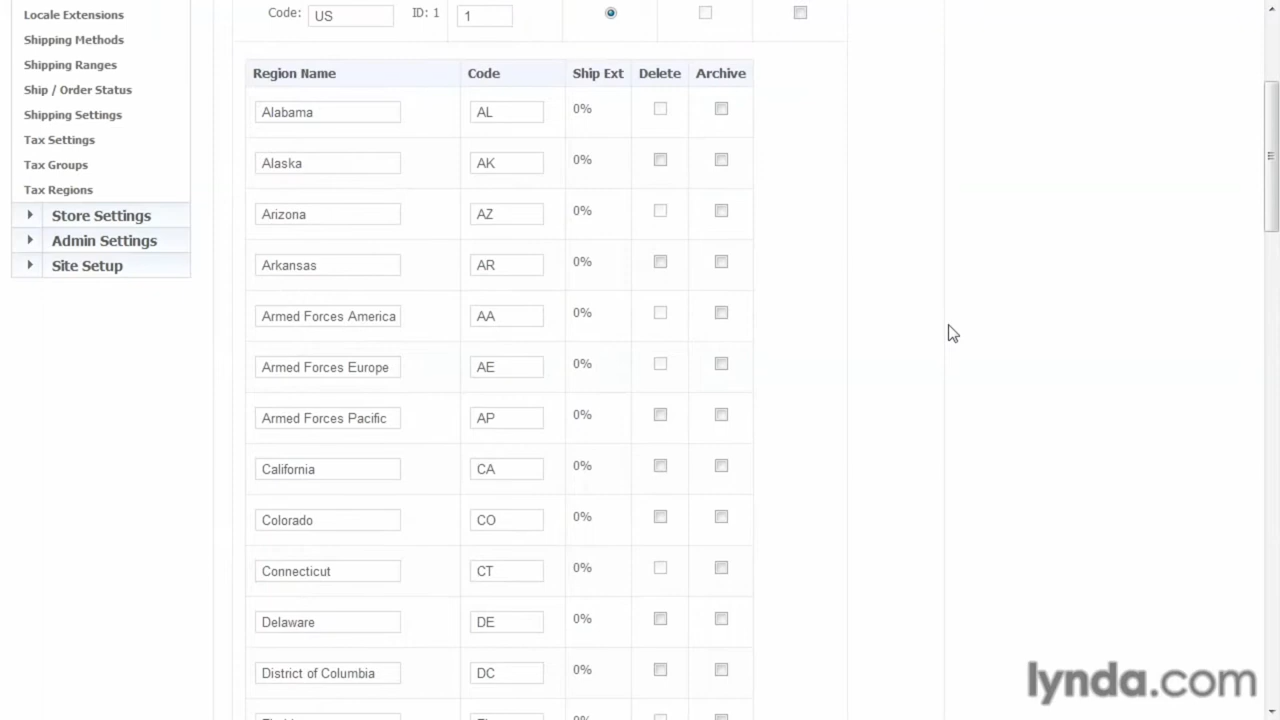 Locale Extensions
Shipping Methods
Shipping Ranges
Ship / Order Status
Shipping Settings
Tax Settings
Tax Groups
Tax Regions
Store Settings
Admin Settings
Site Setup
Code: US ID: 1 1
Region Name Code Ship Ext Delete Archive
Alabama AL 0%
Alaska AK 0%
Arizona AZ 0%
Arkansas AR 0%
Armed Forces America AA 0%
Armed Forces Europe AE 0%
Armed Forces Pacific AP 0%
California CA 0%
Colorado CO 0%
Connecticut CT 0%
Delaware DE 0%
District of Columbia DC 0%
lynda.com